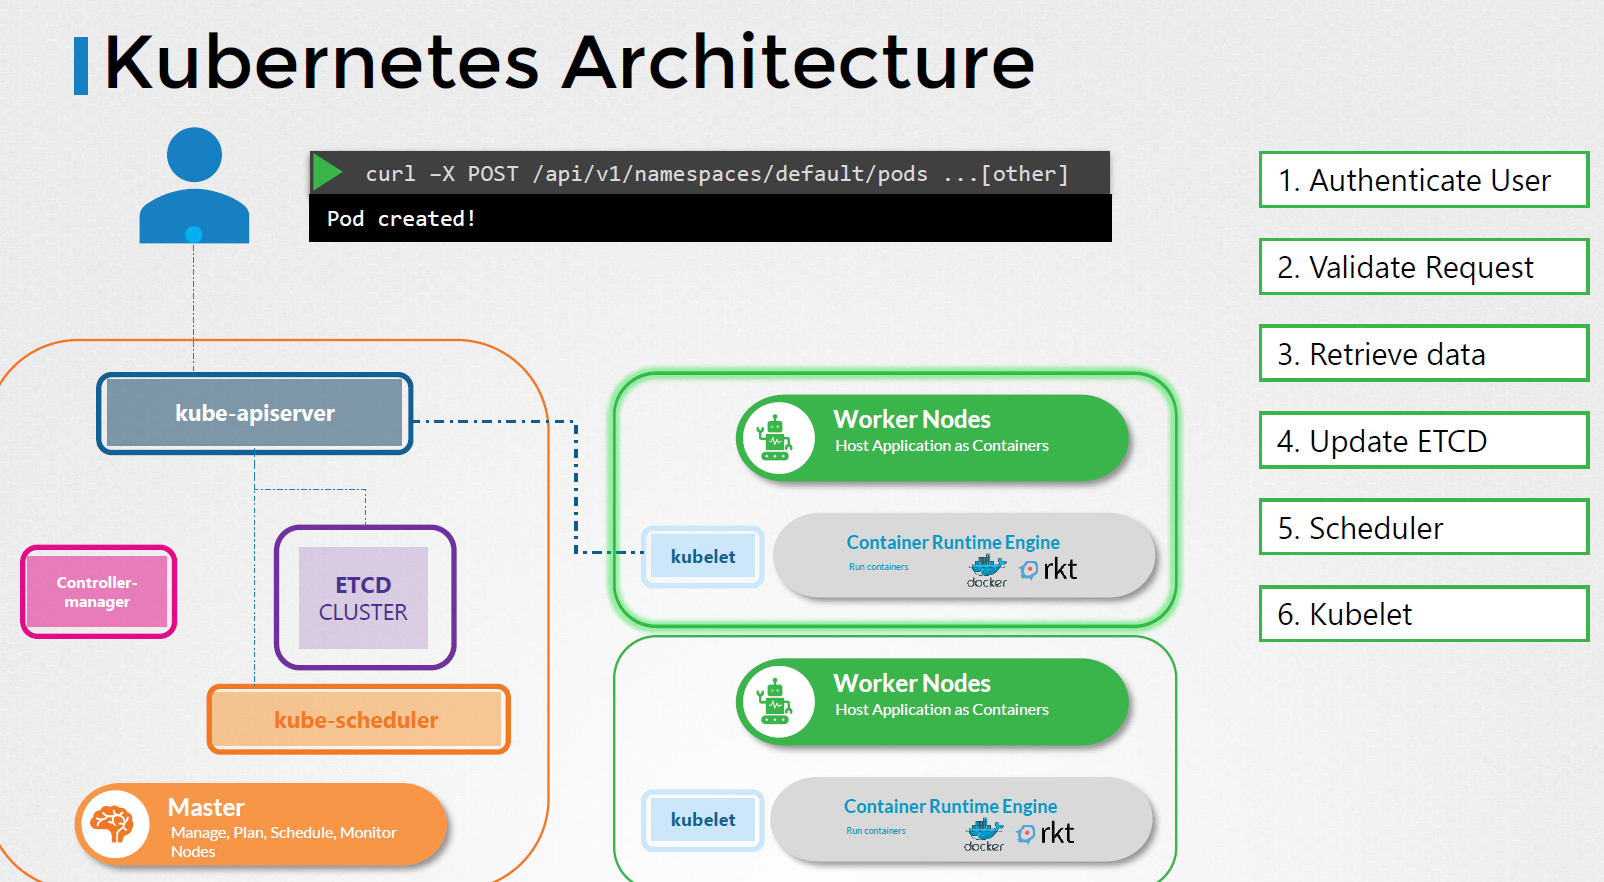 Kubernetes Architecture
curl –X POST /api/v1/namespaces/default/pods ...[other]
Pod created!
1. Authenticate User
2. Validate Request
3. Retrieve data
4. Update ETCD
5. Scheduler
6. Kubelet
kube-apiserver
Controller-
manager
ETCD
CLUSTER
kube-scheduler
Master
Manage, Plan, Schedule, Monitor
Nodes
Worker Nodes
Host Application as Containers
kubelet
Container Runtime Engine
Run containers
docker
rkt
Worker Nodes
Host Application as Containers
kubelet
Container Runtime Engine
Run containers
docker
rkt